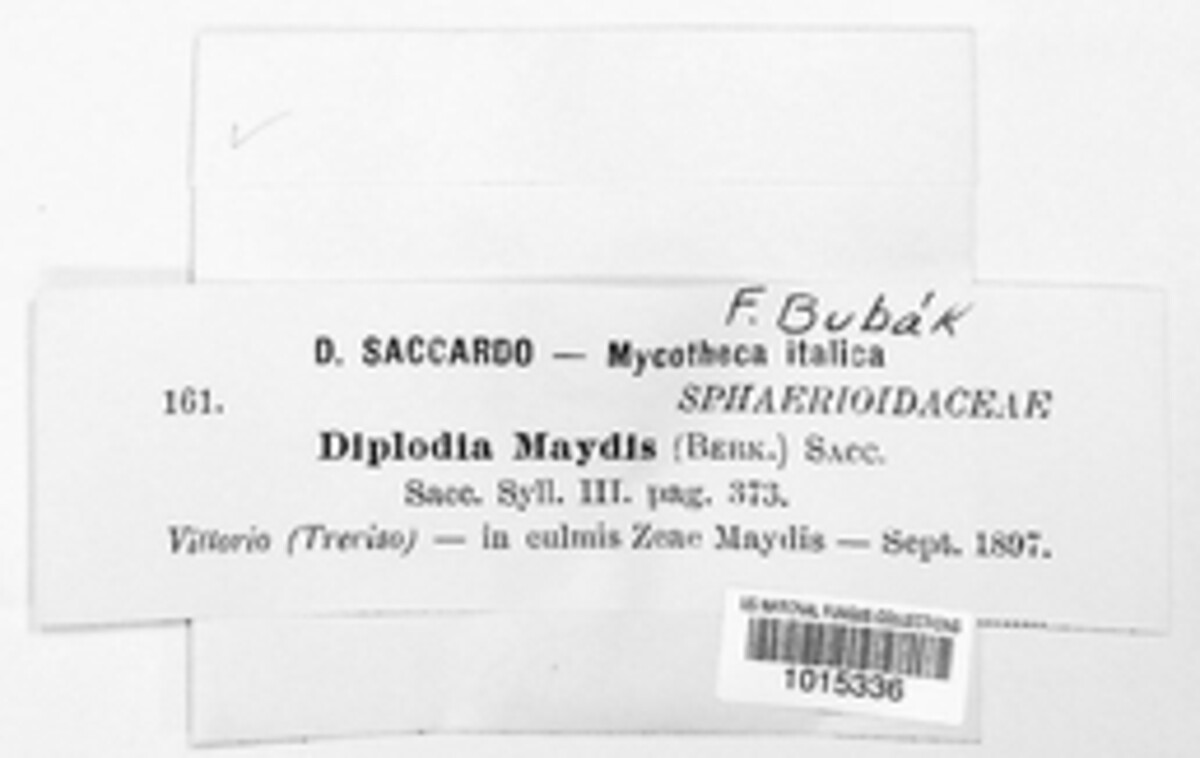 F. Bubák
D. SACCARDO — Mycotheca italica
161. SPHAERIOIDACEAE
Diplodia Maydis (BERK.) SACC.
Sacc. Syll. III. pag. 373.
Vittorio (Treviso) — in culmis Zeae Maydis — Sept. 1897.
US NATIONAL FUNGUS COLLECTIONS
1015336